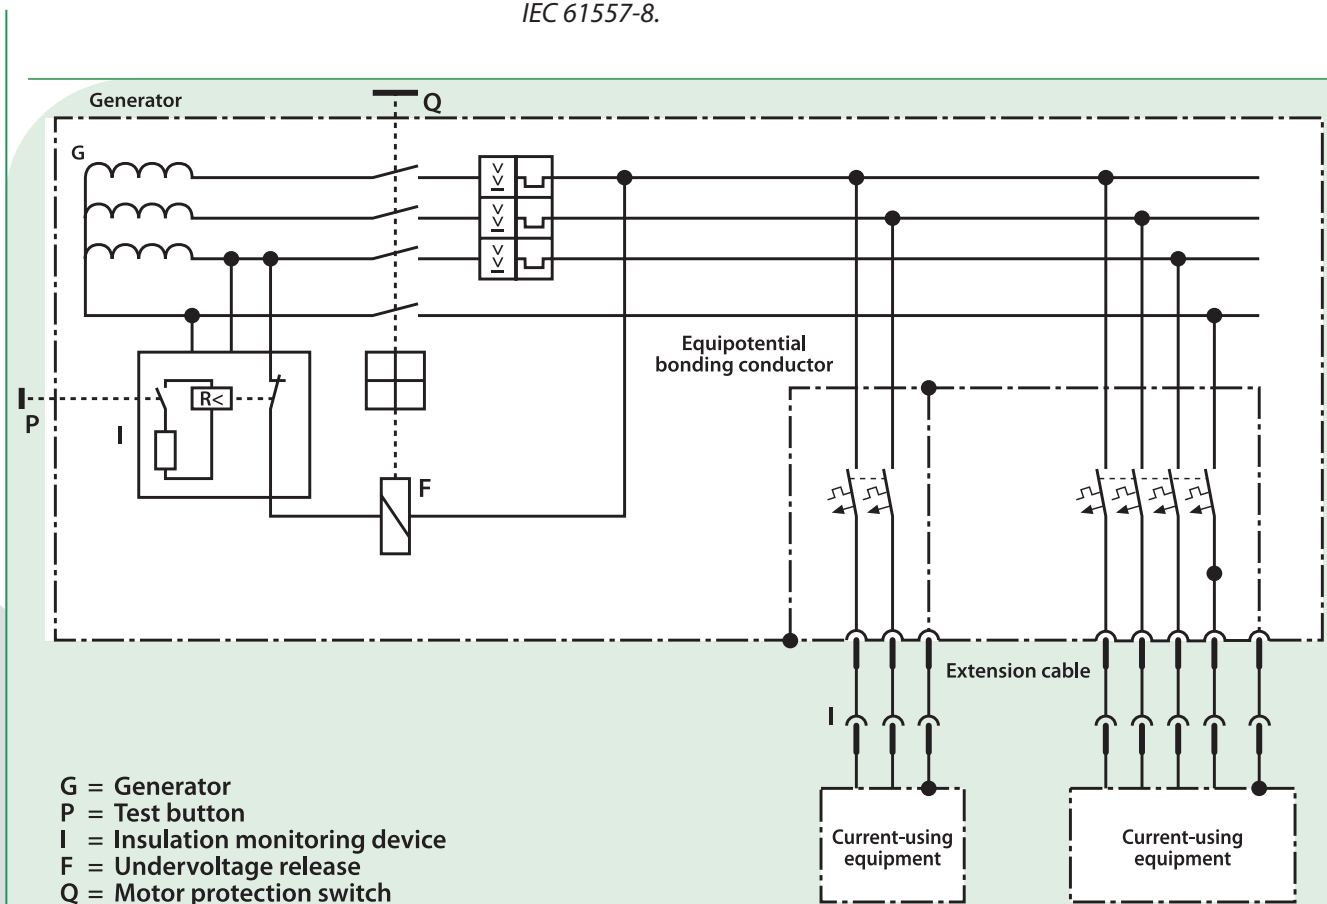 IEC 61557-8.
Generator
Q
G
Equipotential
bonding conductor
R<
P
I
F
Extension cable
I
G = Generator
P = Test button
I = Insulation monitoring device
F = Undervoltage release
Q = Motor protection switch
Current-using
equipment
Current-using
equipment